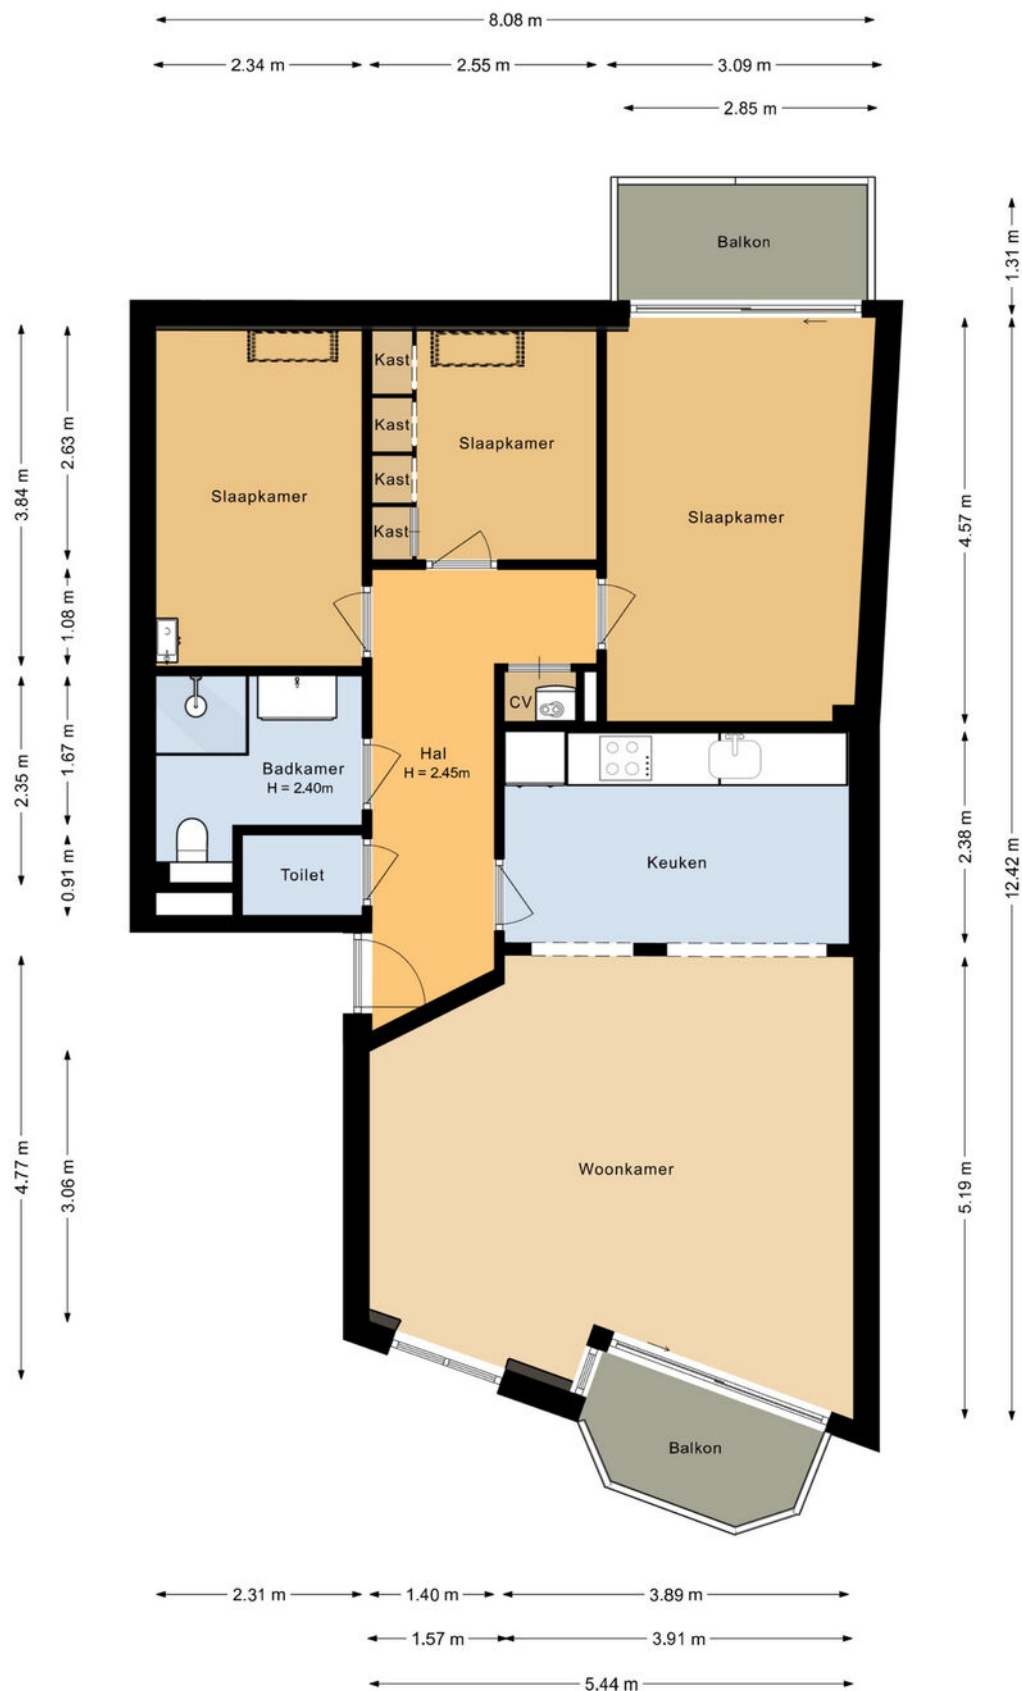 8.08 m
2.34 m
2.55 m
3.09 m
2.85 m
Balkon
1.31 m
Kast
Kast
Kast
Kast
Slaapkamer
Slaapkamer
Slaapkamer
3.84 m
2.63 m
4.57 m
1.08 m
CV
Hal
H = 2.45m
Badkamer
H = 2.40m
2.35 m
1.67 m
Toilet
0.91 m
Keuken
2.38 m
12.42 m
Woonkamer
4.77 m
3.06 m
5.19 m
Balkon
2.31 m
1.40 m
3.89 m
1.57 m
3.91 m
5.44 m